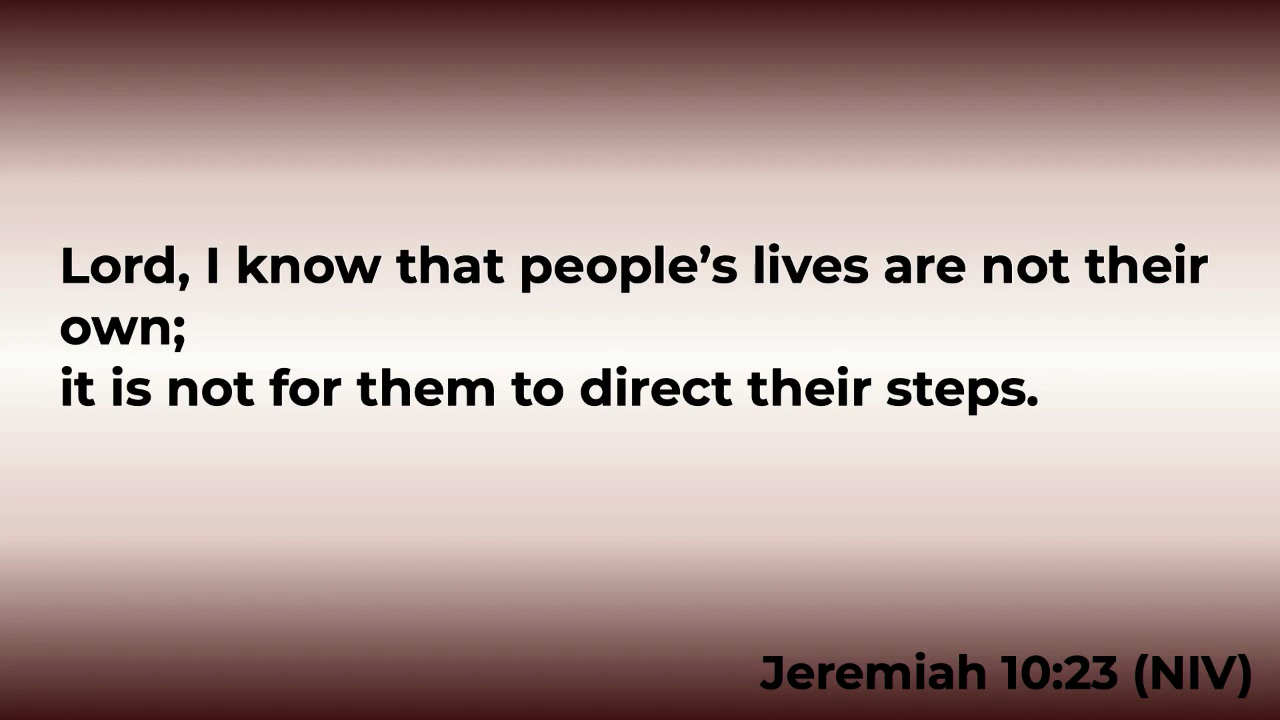 Lord, I know that people’s lives are not their
own;
it is not for them to direct their steps.
Jeremiah 10:23 (NIV)